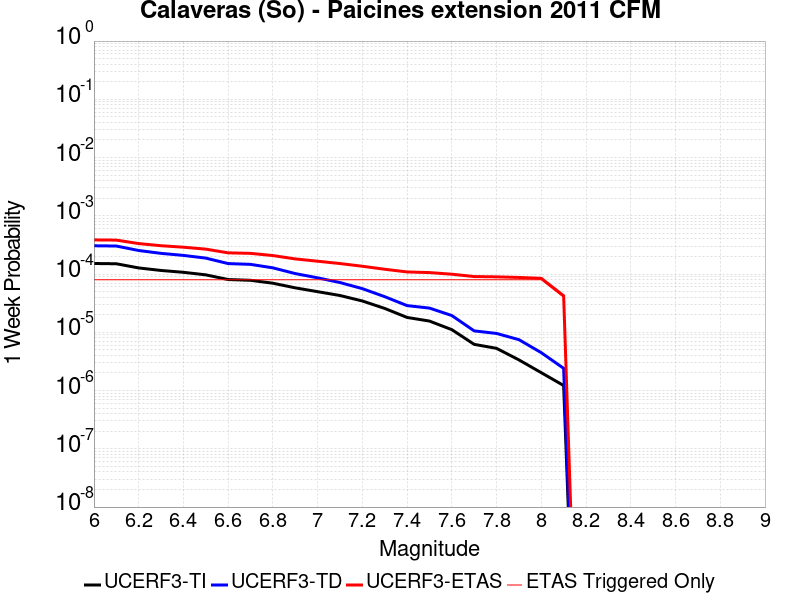 Calaveras (So) - Paicines extension 2011 CFM
10^0
10^-1
10^-2
10^-3
10^-4
10^-5
10^-6
10^-7
10^-8
1 Week Probability
6 6.2 6.4 6.6 6.8 7 7.2 7.4 7.6 7.8 8 8.2 8.4 8.6 8.8 9
Magnitude
UCERF3-TI UCERF3-TD UCERF3-ETAS ETAS Triggered Only